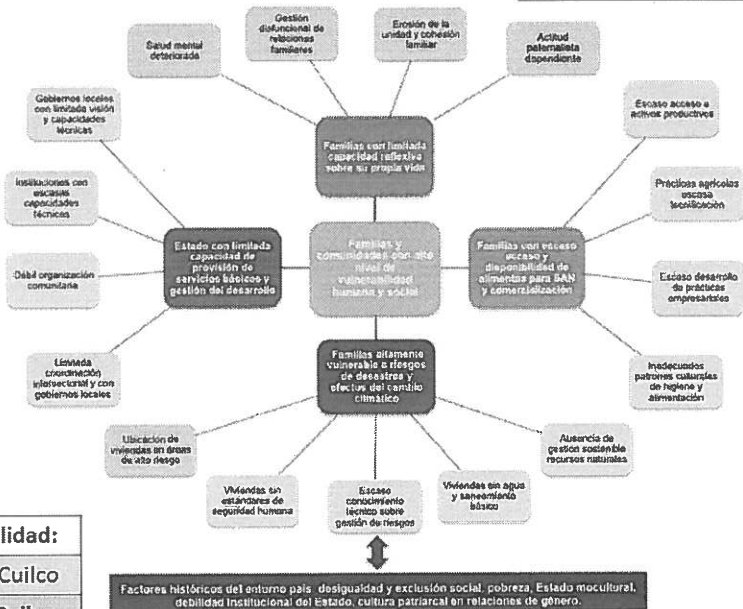 Gestión
disfuncional de
relaciones
familiares
Erosión de la
unidad y cohesión
familiar
Salud mental
deteriorada
Actitud
paternalista
dependiente
Gobiernos locales
con limitada visión
y capacidades
técnicas
Escaso acceso a
activos productivos
Familias con limitada
capacidad reflexiva
sobre su propia vida
Instituciones con
escasas
capacidades
técnicas
Prácticas agrícolas
escasa
tecnificación
Estado con limitada
capacidad de
provisión de
servicios básicos y
gestión del desarrollo
Familias y
comunidades con alto
nivel de
vulnerabilidad
humana y social
Familias con escaso
acceso y
disponibilidad de
alimentos para SAN
y comercialización
Débil organización
comunitaria
Escaso desarrollo
de prácticas
empresariales
Limitada
coordinación
intersectorial y con
gobiernos locales
Familias altamente
vulnerable a riesgos
de desastres y
efectos del cambio
climático
Inadecuados
patrones culturales
de higiene y
alimentación
Ubicación de
viviendas en áreas
de alto riesgo
Ausencia de
gestión sostenible
recursos naturales
Viviendas sin
estándares de
seguridad humana
Escaso
conocimiento
técnico sobre
gestión de riesgos
Viviendas sin agua
y saneamiento
básico
lidad:
Cuilco
Factores históricos del entorno país desigualdad y exclusión social, pobreza, Estado mocultural,
debilidad institucional del Estado, cultura patriarcal en relaciones de género.